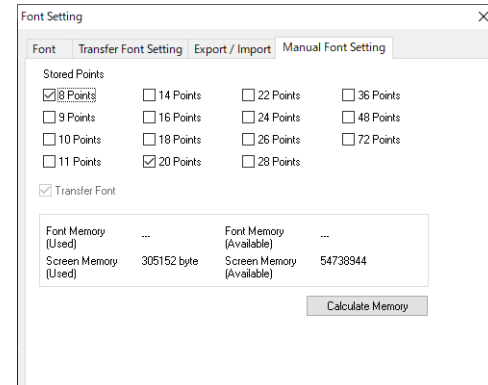 Font Setting
Font Transfer Font Setting Export / Import Manual Font Setting
Stored Points
8 Points 14 Points 22 Points 36 Points
9 Points 16 Points 24 Points 48 Points
10 Points 18 Points 26 Points 72 Points
11 Points 20 Points 28 Points
Transfer Font
Font Memory (Used) ... Font Memory (Available) ...
Screen Memory (Used) 305152 byte Screen Memory (Available) 54738944
Calculate Memory